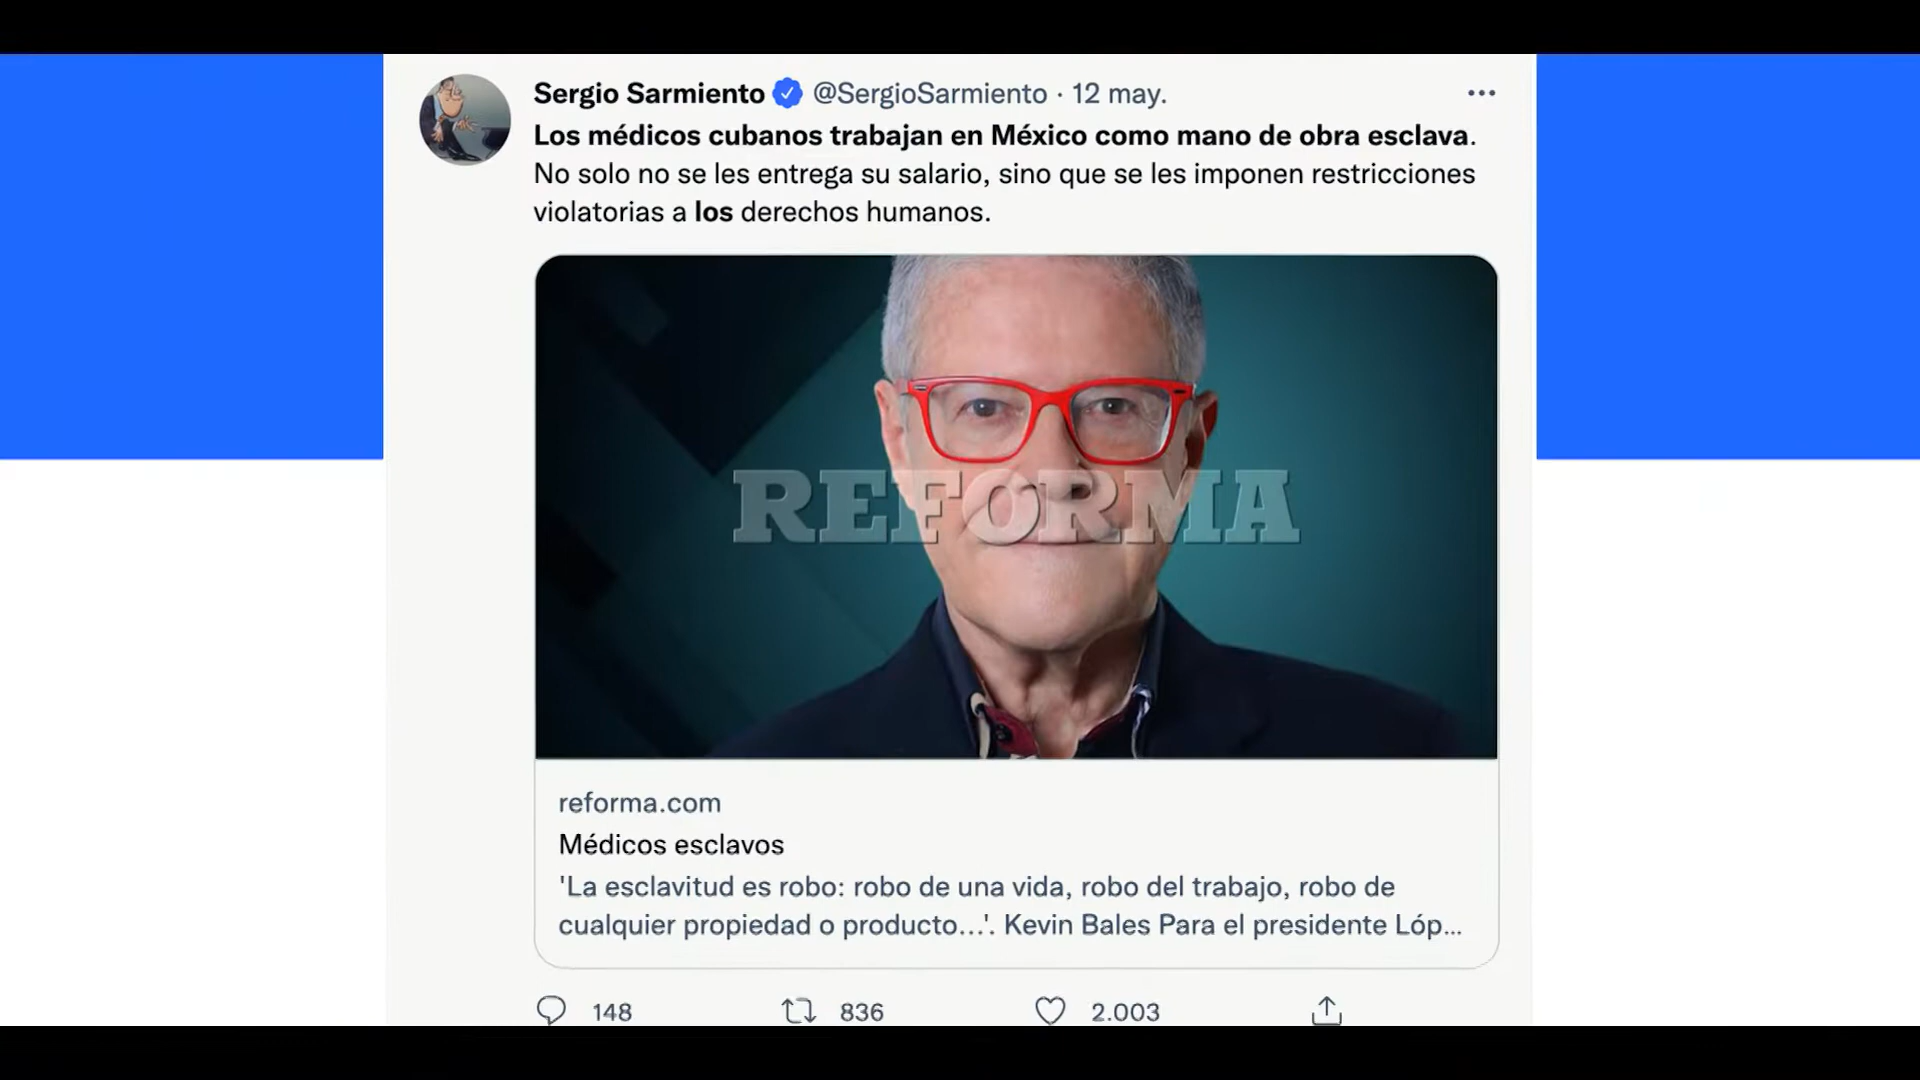 Sergio Sarmiento @SergioSarmiento · 12 may.
Los médicos cubanos trabajan en México como mano de obra esclava.
No solo no se les entrega su salario, sino que se les imponen restricciones
violatorias a los derechos humanos.
REFORMA
reforma.com
Médicos esclavos
'La esclavitud es robo: robo de una vida, robo del trabajo, robo de
cualquier propiedad o producto...'. Kevin Bales Para el presidente Lóp...
148 836 2.003